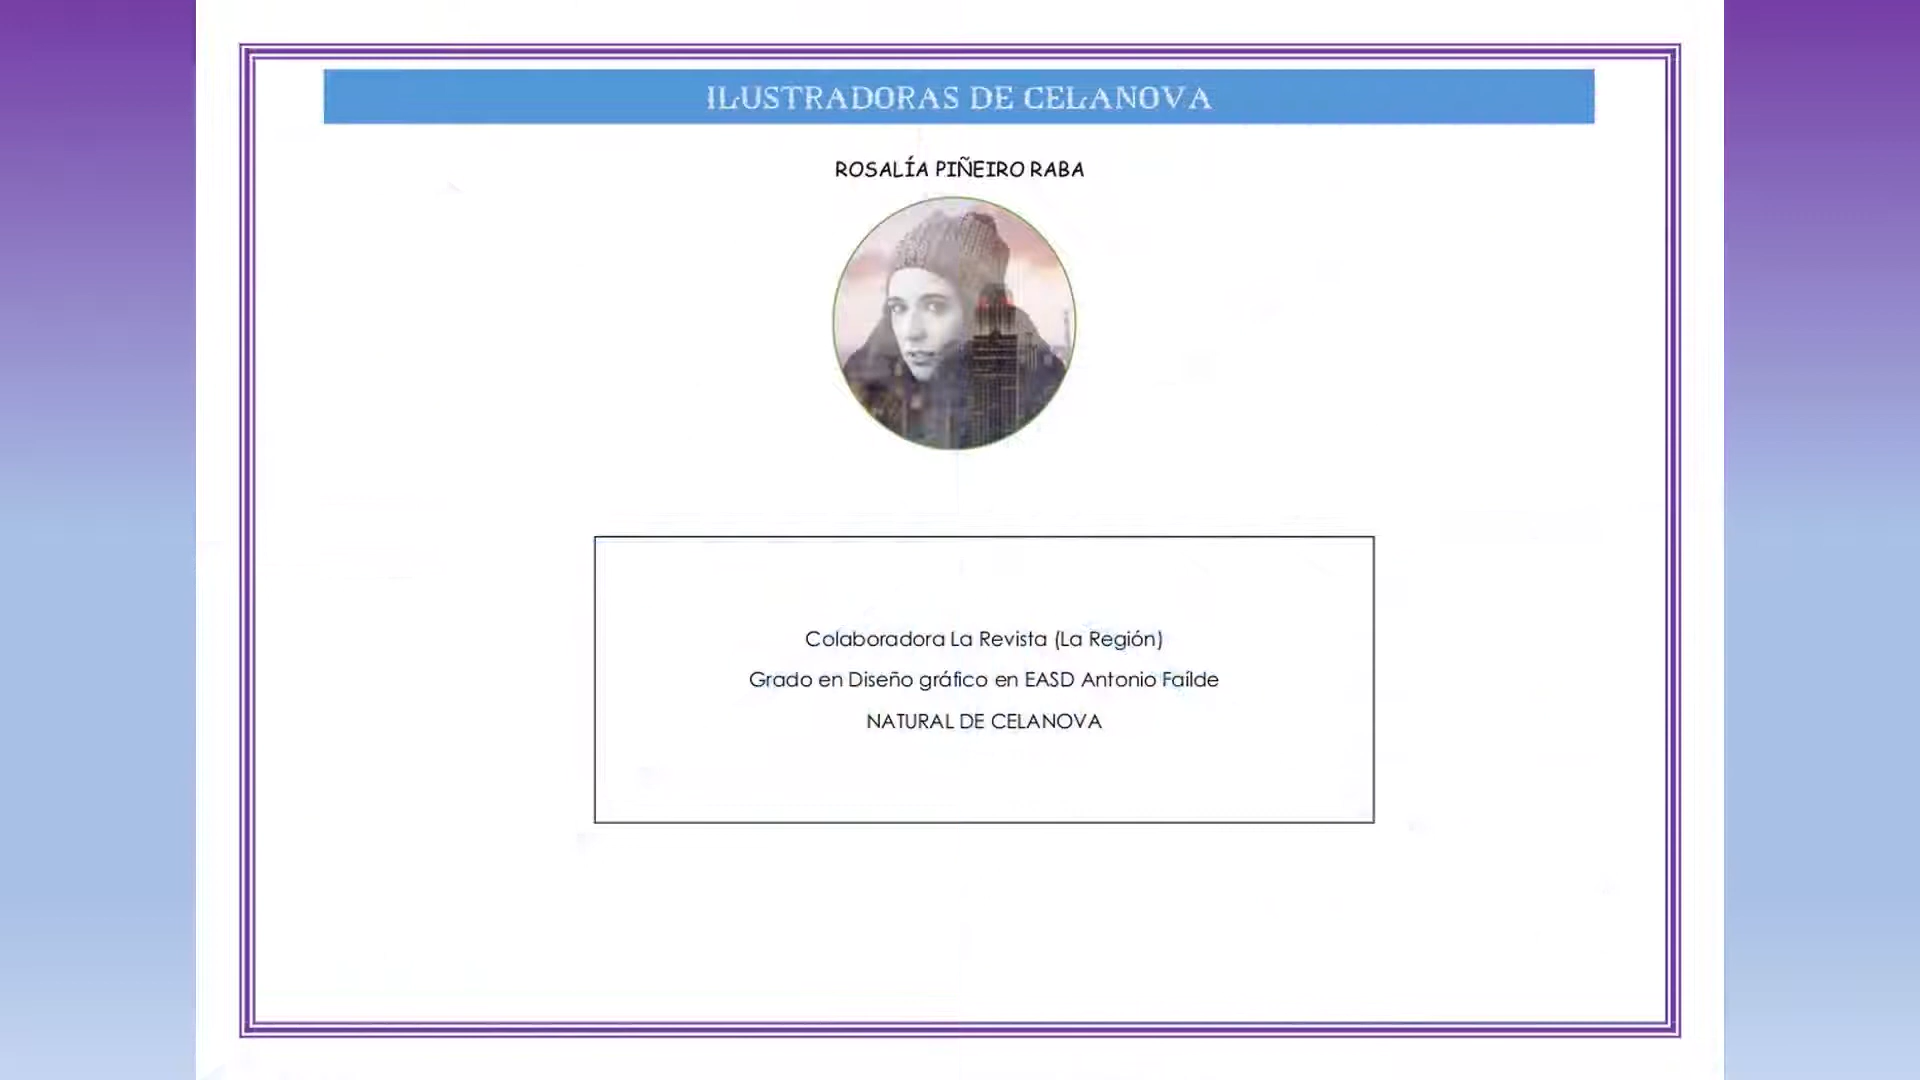 ILUSTRADORAS DE CELANOVA
ROSALÍA PIÑEIRO RABA
Colaboradora La Revista (La Región)
Grado en Diseño gráfico en EASD Antonio Faílde
NATURAL DE CELANOVA